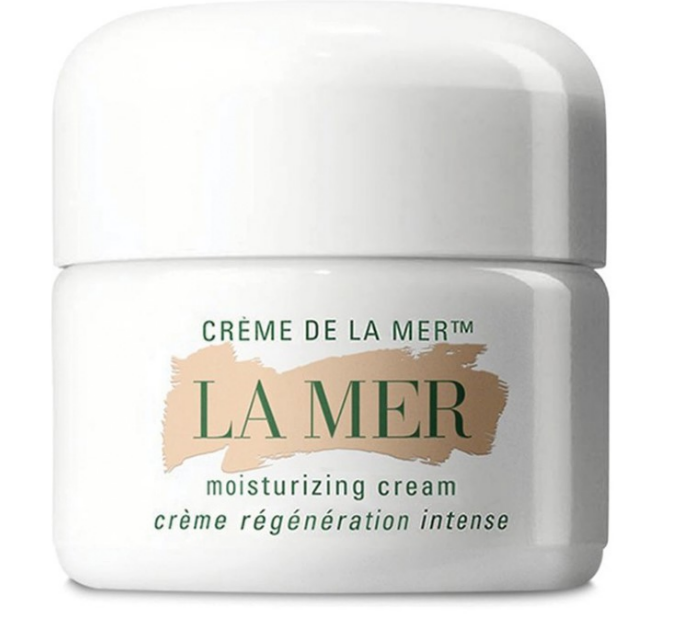 CRÈME DE LA MER™
LA MER
moisturizing cream
crème régénération intense